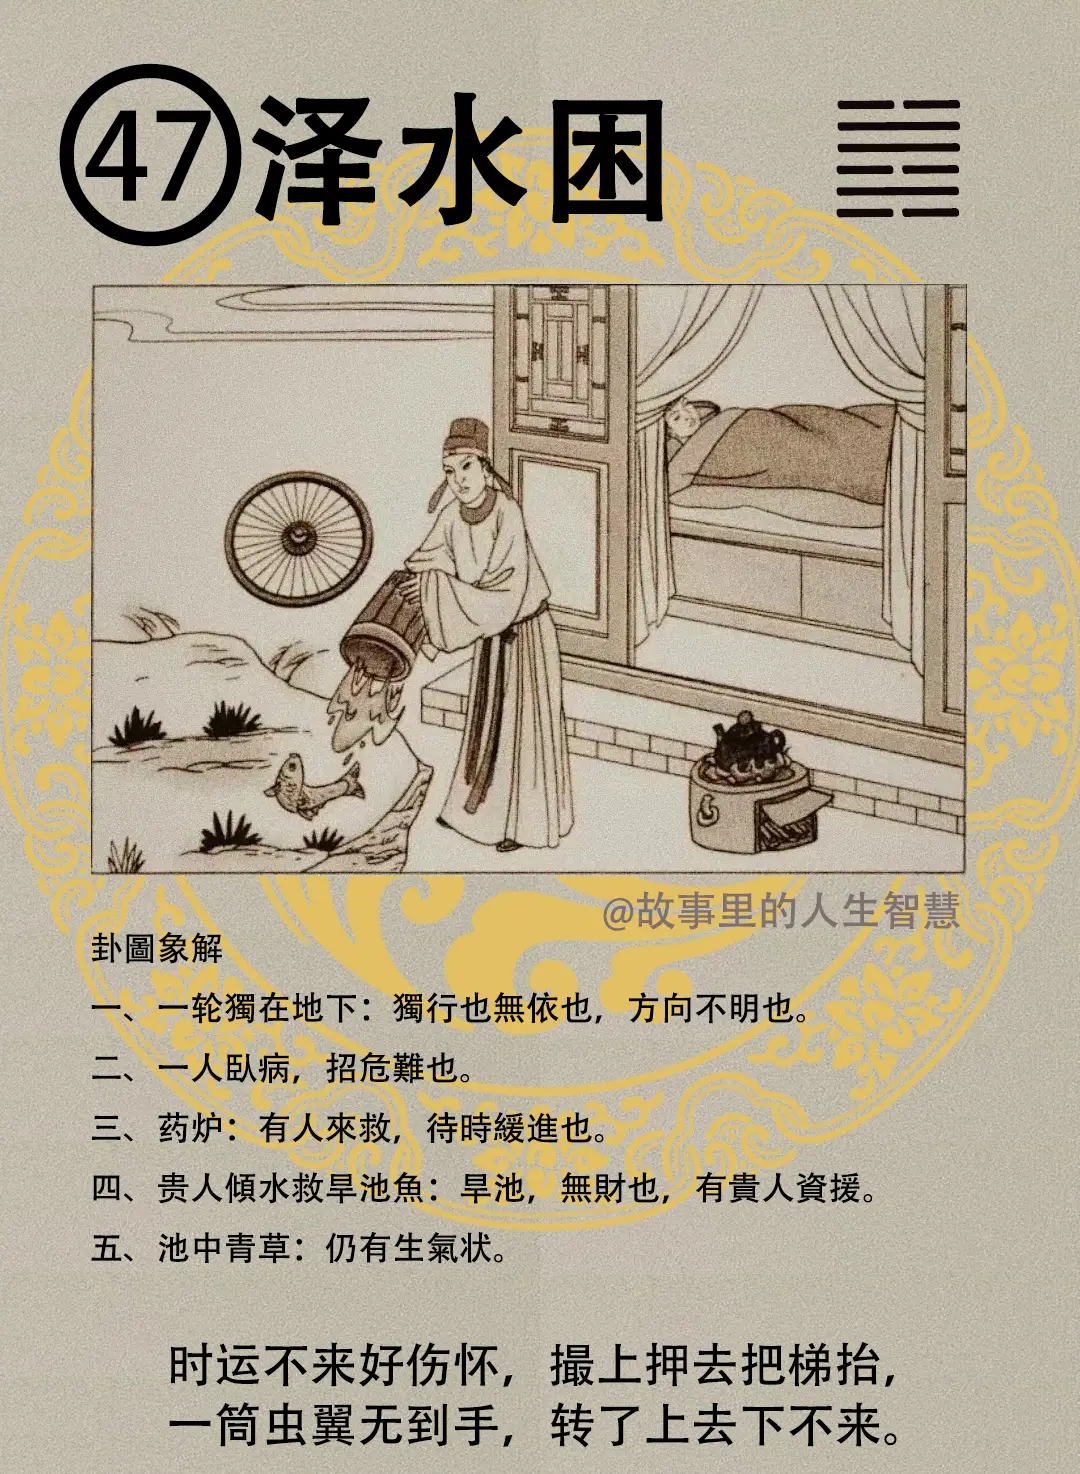 47 泽水困
@故事里的人生智慧
卦圖象解
一、一轮獨在地下：獨行也無依也，方向不明也。
二、一人臥病，招危難也。
三、药炉：有人來救，待時緩進也。
四、贵人傾水救旱池魚：旱池，無財也，有貴人資援。
五、池中青草：仍有生氣状。
时运不来好伤怀，撮上押去把梯抬，
一筒虫翼无到手，转了上去下不来。